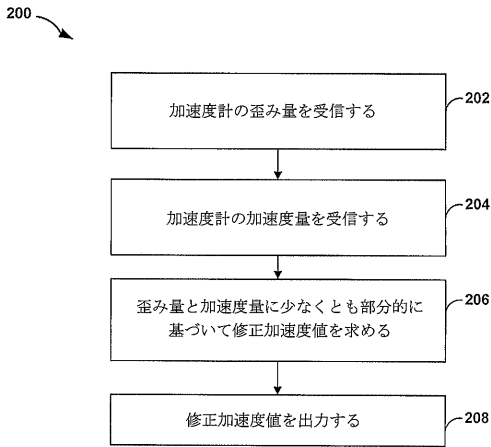 200
加速度計の歪み量を受信する
202
加速度計の加速度量を受信する
204
歪み量と加速度量に少なくとも部分的に
基づいて修正加速度値を求める
206
修正加速度値を出力する
208